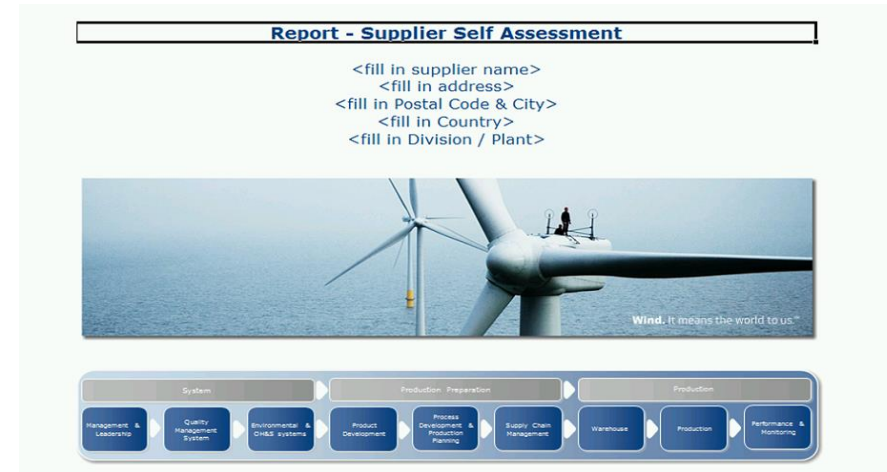 Report - Supplier Self Assessment
<fill in supplier name>
<fill in address>
<fill in Postal Code & City>
<fill in Country>
<fill in Division / Plant>
Wind. It means the world to us.™
System
Production Preparation
Production
Management &
Leadership
Quality
Management
System
Environmental &
OH&S systems
Product
Development
Process
Development &
Production
Planning
Supply Chain
Management
Warehouse
Production
Performance &
Monitoring